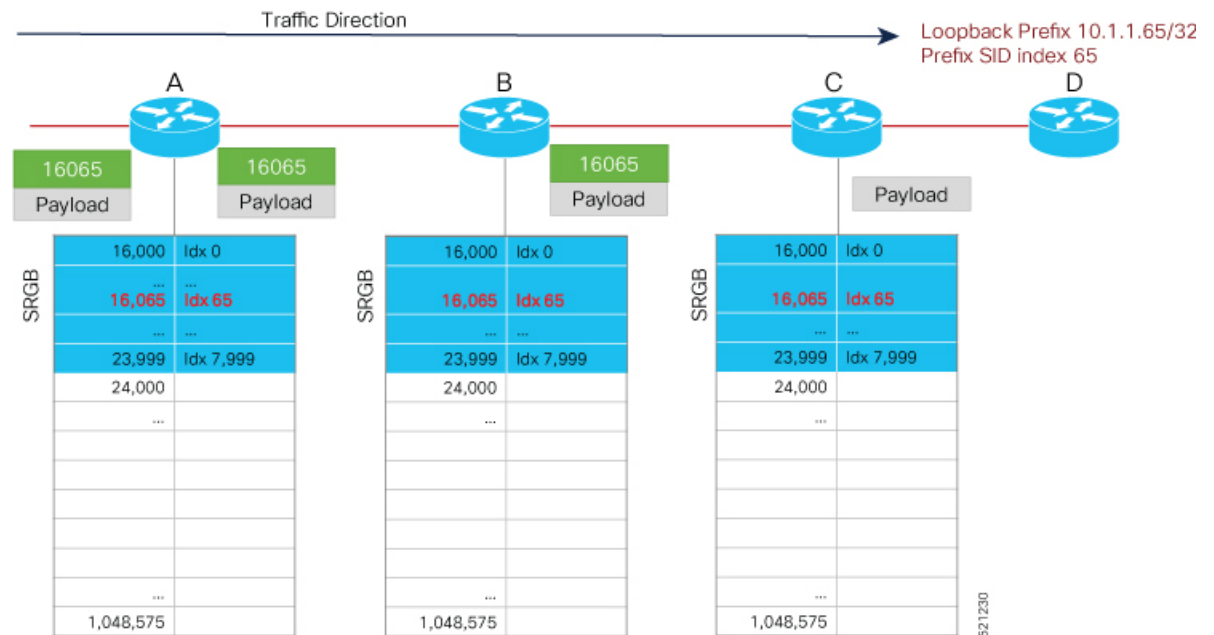 Traffic Direction
Loopback Prefix 10.1.1.65/32
Prefix SID index 65
A
B
C
D
16065
Payload
16065
Payload
16065
Payload
Payload
SRGB
16,000 Idx 0
... ...
16,065 Idx 65
... ...
23,999 Idx 7,999
24,000
...
...
1,048,575
SRGB
16,000 Idx 0
16,065 Idx 65
... ...
23,999 Idx 7,999
24,000
...
...
1,048,575
SRGB
16,000 Idx 0
16,065 Idx 65
... ...
23,999 Idx 7,999
24,000
...
...
1,048,575
521230